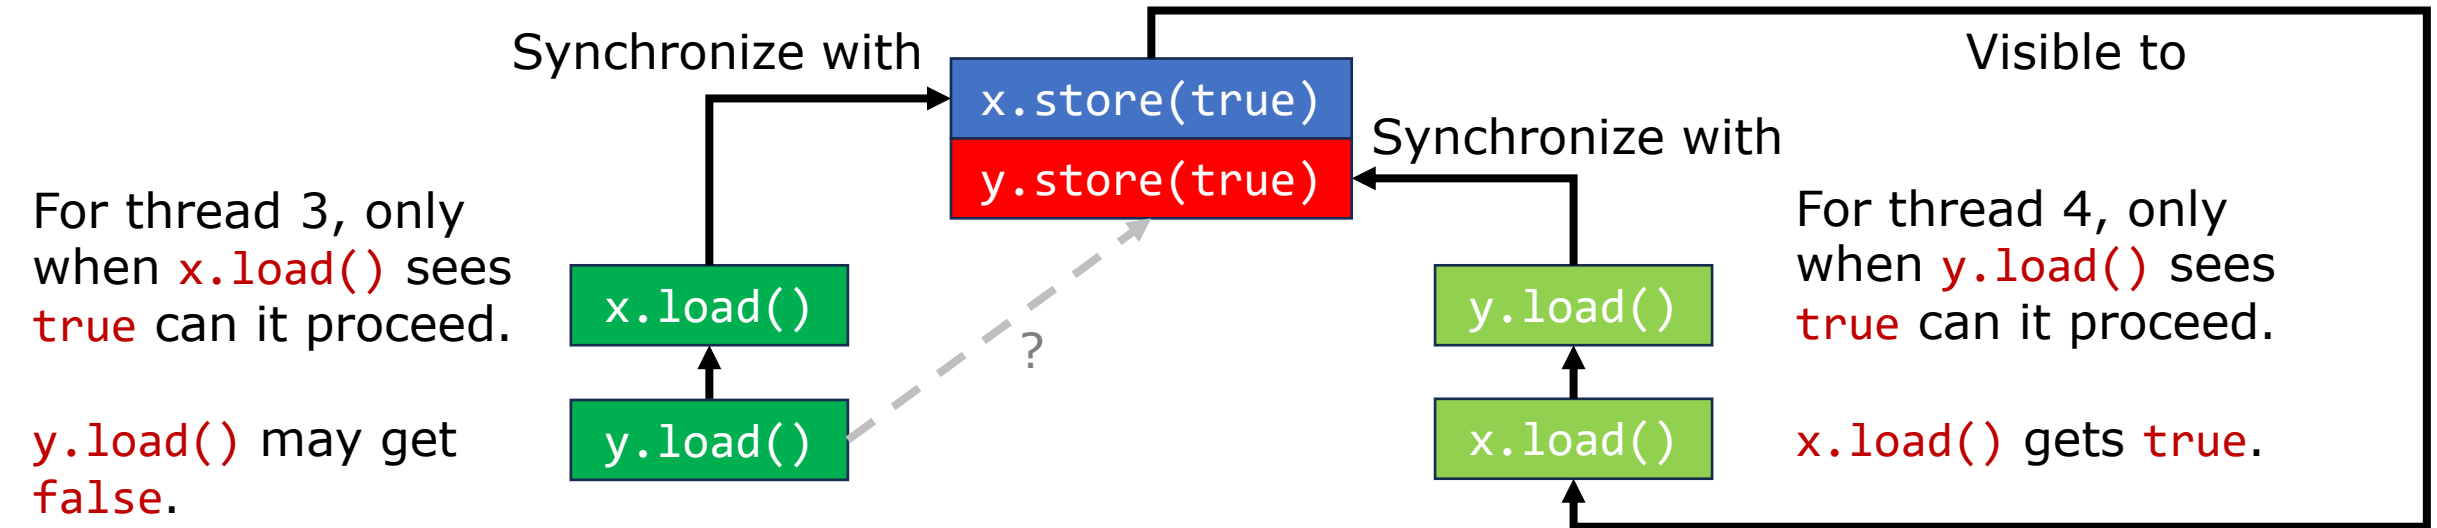 Synchronize with
Visible to
x.store(true)
Synchronize with
y.store(true)
For thread 3, only
when x.load() sees
true can it proceed.
y.load() may get
false.
x.load()
y.load()
?
y.load()
x.load()
For thread 4, only
when y.load() sees
true can it proceed.
x.load() gets true.